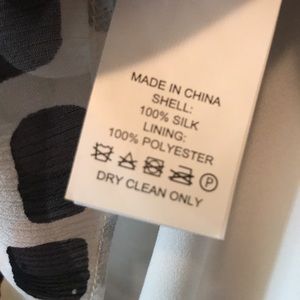 MADE IN CHINA
SHELL:
100% SILK
LINING:
100% POLYESTER
P
DRY CLEAN ONLY